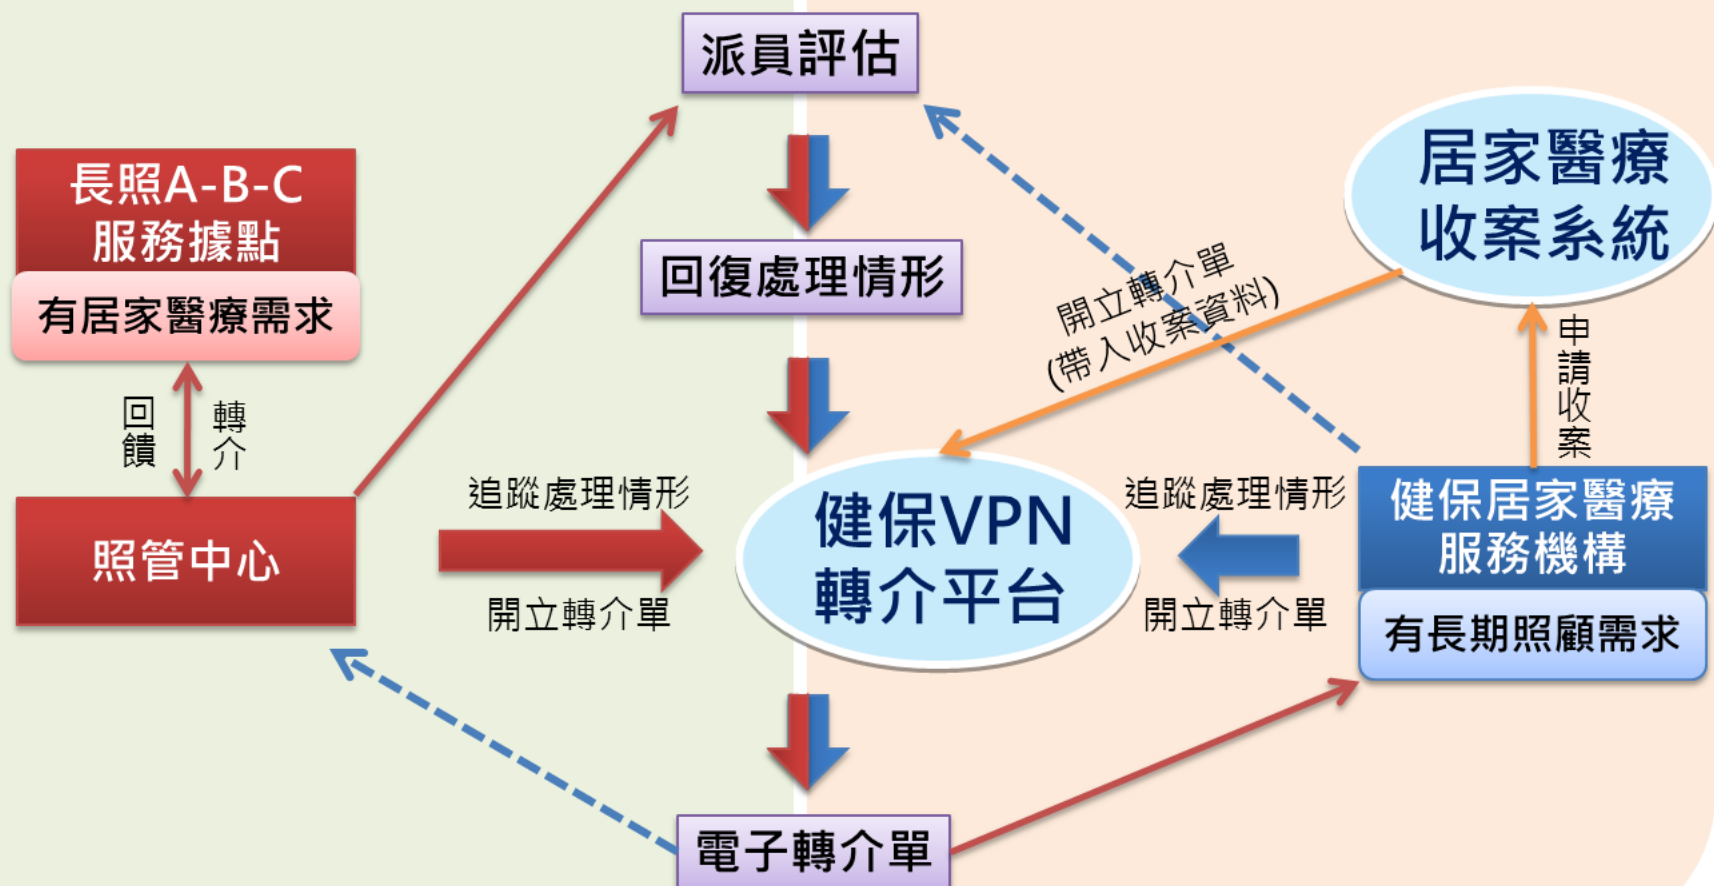 派員評估
長照A-B-C
服務據點
有居家醫療需求
居家醫療
收案系統
回復處理情形
開立轉介單
(帶入收案資料)
申請收案
回饋
轉介
追蹤處理情形
開立轉介單
照管中心
健保VPN
轉介平台
追蹤處理情形
開立轉介單
健保居家醫療
服務機構
有長期照顧需求
電子轉介單